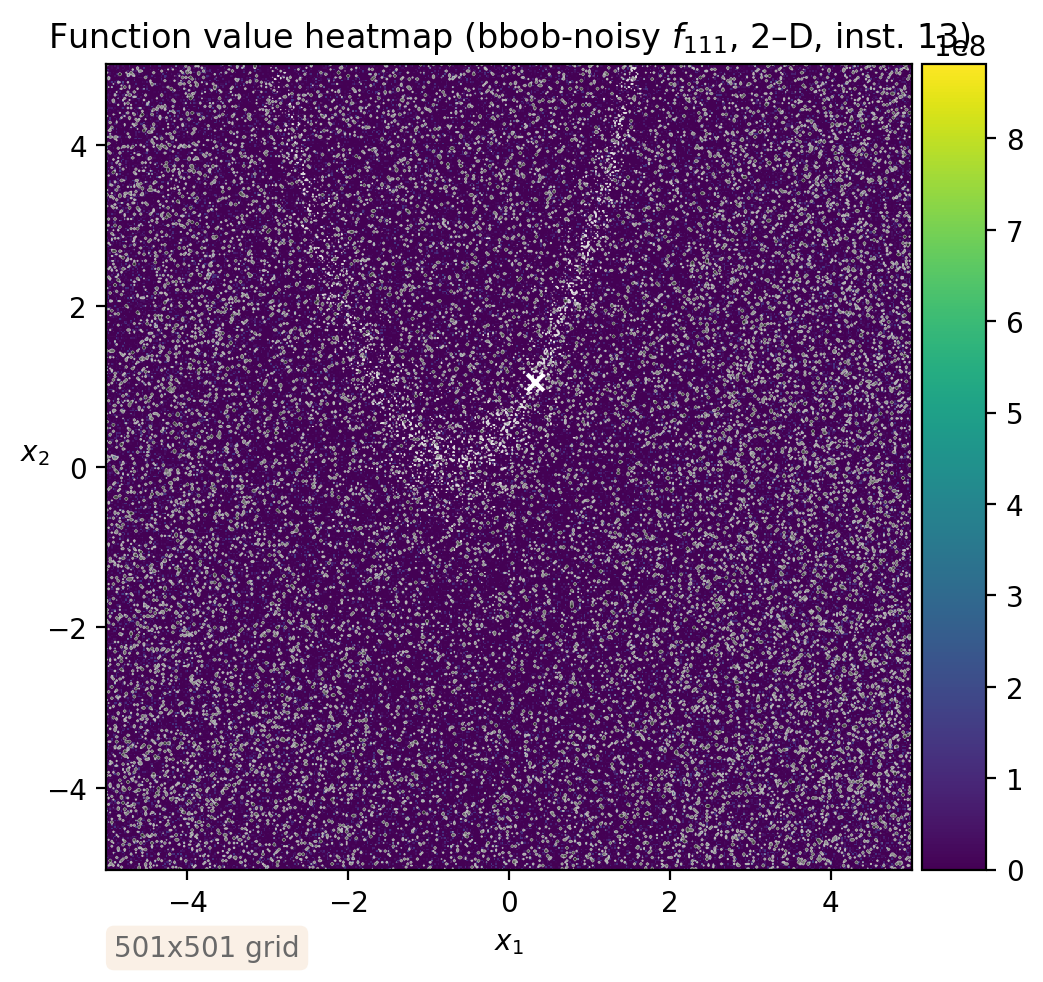 Function value heatmap (bbob-noisy f₁₁₁, 2–D, inst. 13)
1e8
8
7
6
5
4
3
2
1
0
4
2
0
−2
−4
x₂
−4 −2 0 2 4
x₁
501x501 grid